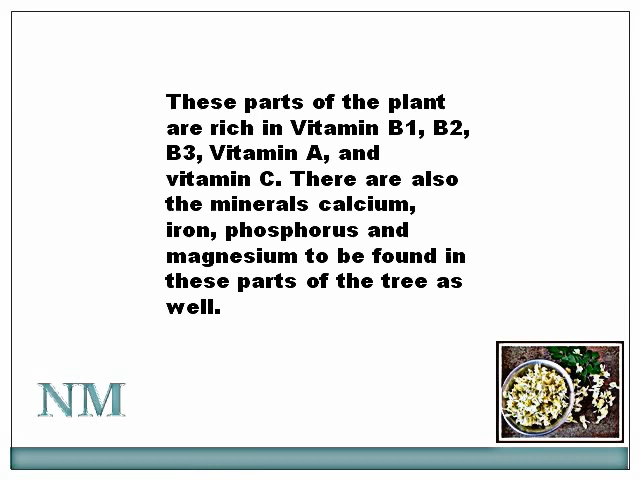 These parts of the plant
are rich in Vitamin B1, B2,
B3, Vitamin A, and
vitamin C. There are also
the minerals calcium,
iron, phosphorus and
magnesium to be found in
these parts of the tree as
well.
NM